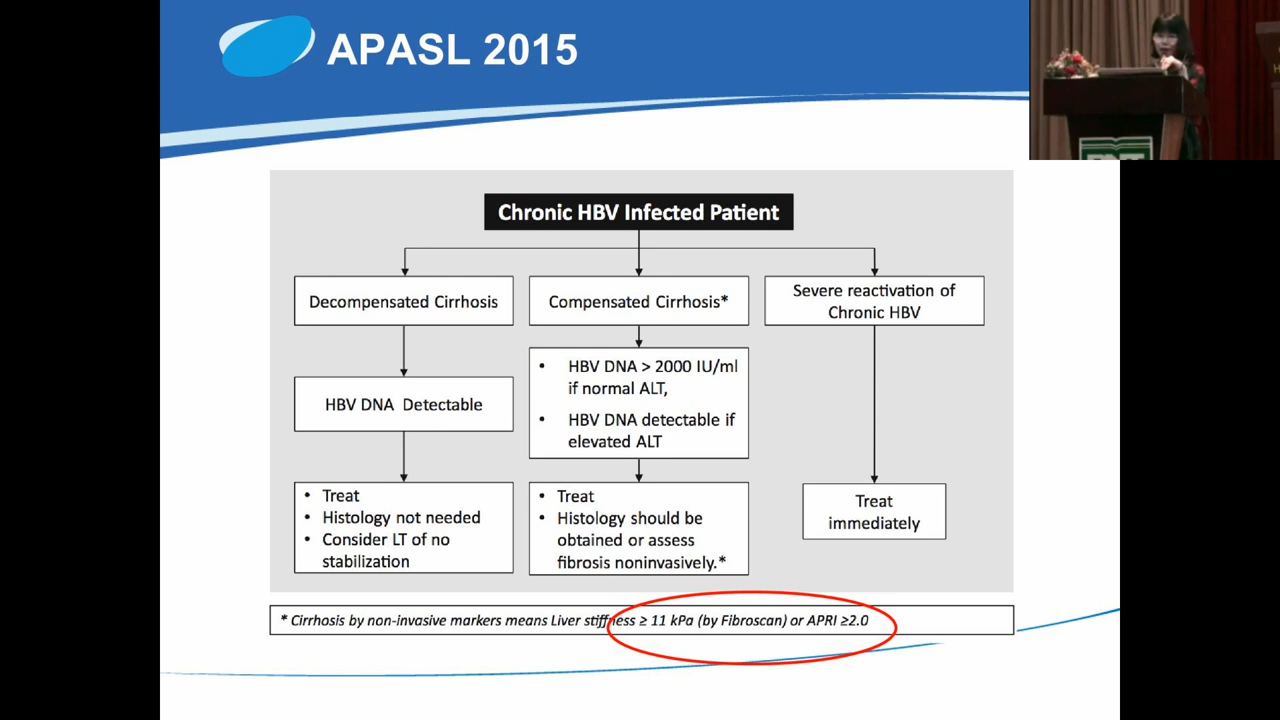 APASL 2015
Chronic HBV Infected Patient
Decompensated Cirrhosis
HBV DNA Detectable
• Treat
• Histology not needed
• Consider LT of no
stabilization
Compensated Cirrhosis*
• HBV DNA > 2000 IU/ml
if normal ALT,
• HBV DNA detectable if
elevated ALT
• Treat
• Histology should be
obtained or assess
fibrosis noninvasively.*
Severe reactivation of
Chronic HBV
Treat
immediately
* Cirrhosis by non-invasive markers means Liver stiffness ≥ 11 kPa (by Fibroscan) or APRI ≥2.0